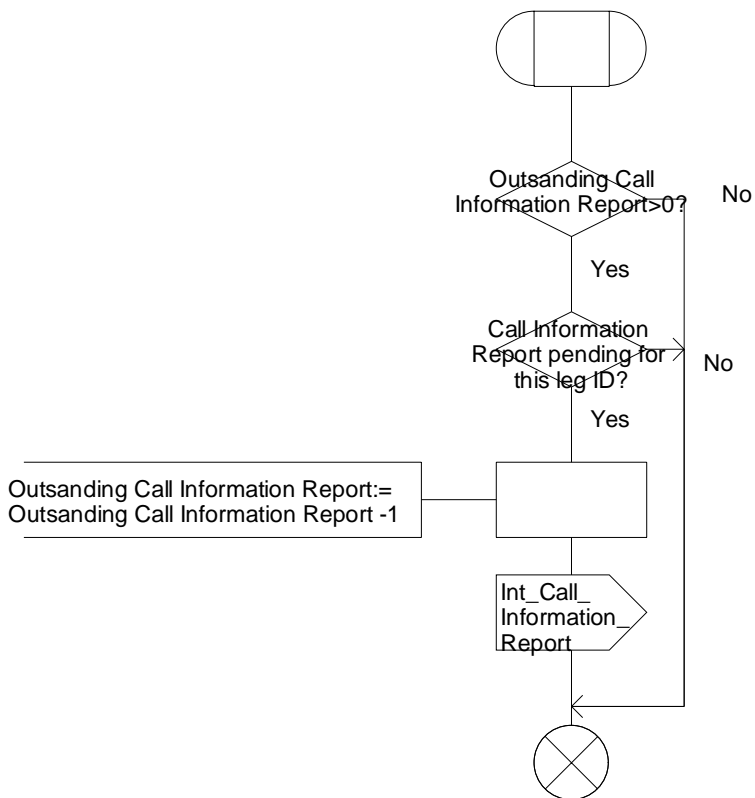 Outsanding Call
Information Report>0?
No
Yes
Call Information
Report pending for
this leg ID?
No
Yes
Outsanding Call Information Report:=
Outsanding Call Information Report -1
Int_Call_
Information_
Report